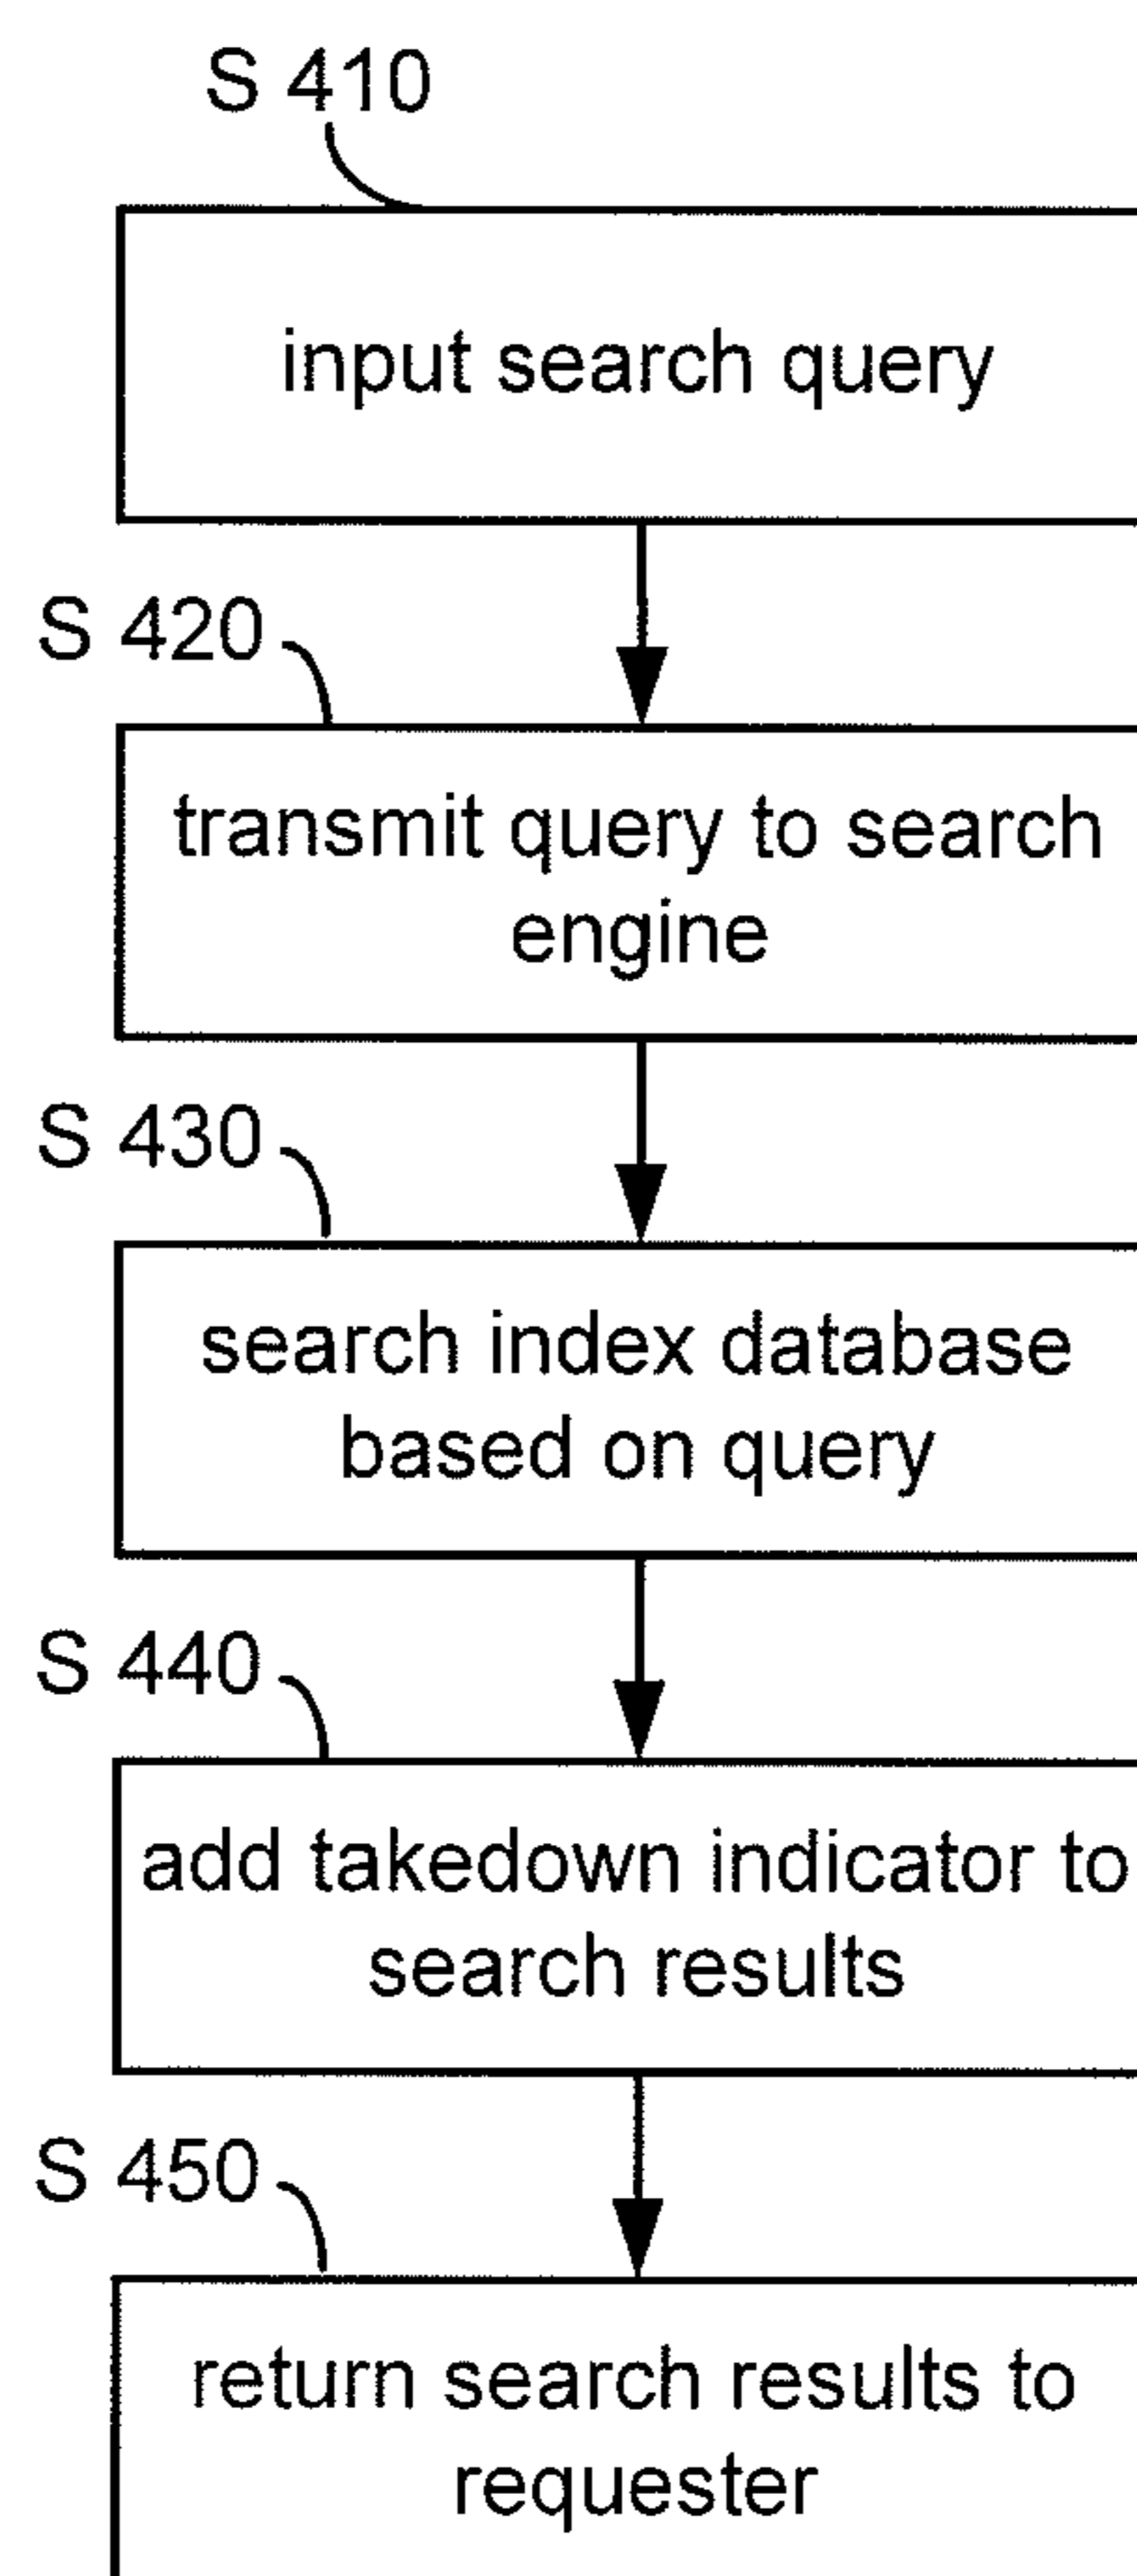 S 410
input search query
S 420
transmit query to search
engine
S 430
search index database
based on query
S 440
add takedown indicator to
search results
S 450
return search results to
requester